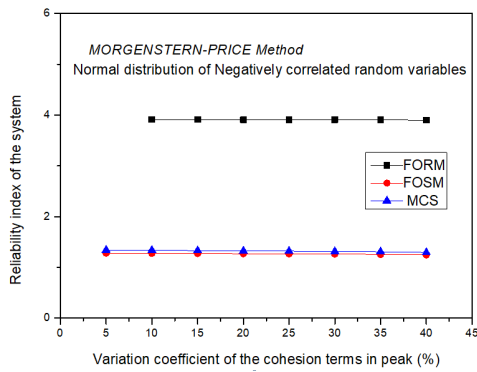 MORGENSTERN-PRICE Method
Normal distribution of Negatively correlated random variables
Reliability index of the system
6
4
2
0
FORM
FOSM
MCS
0 5 10 15 20 25 30 35 40 45
Variation coefficient of the cohesion terms in peak (%)